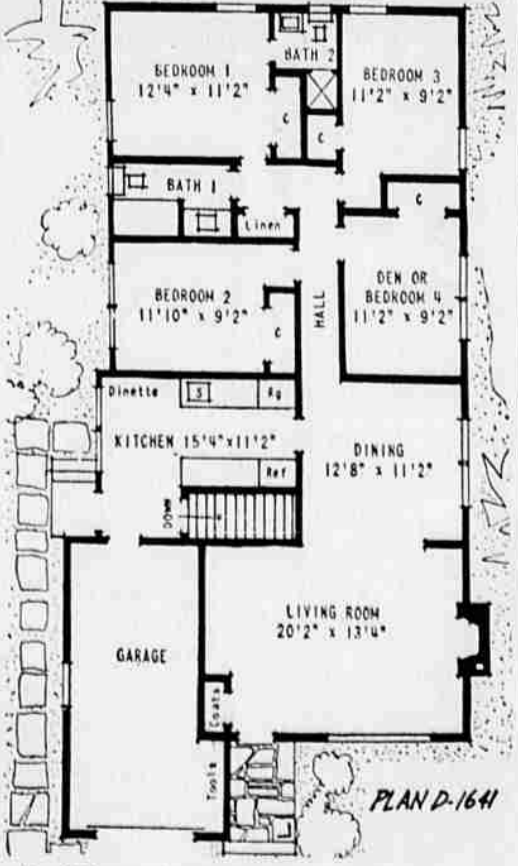 BEDROOM 1
12'4" x 11'2"
BATH 2
BEDROOM 3
11'2" x 9'2"
C
C
BATH 1
C
Linen
BEDROOM 2
11'10" x 9'2"
C
HALL
DEN OR
BEDROOM 4
11'2" x 9'2"
Dinette
S
Rg
KITCHEN 15'4"x11'2"
Ref
DINING
12'8" x 11'2"
DOWN
LIVING ROOM
20'2" x 13'4"
GARAGE
Coats
Tools
PLAN D-1641